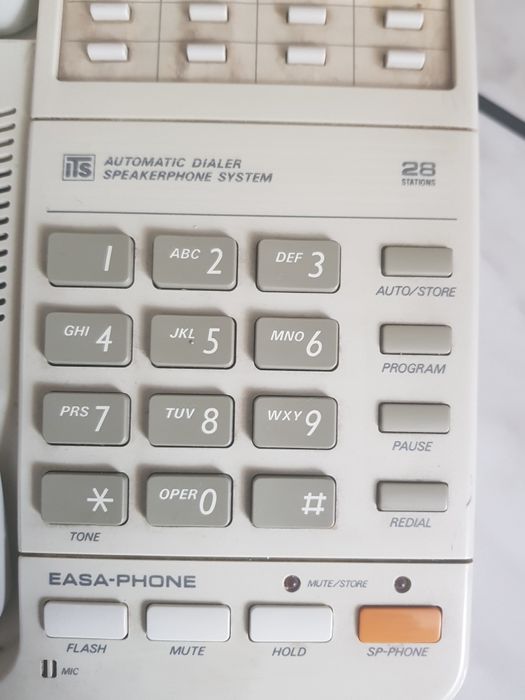 iTS AUTOMATIC DIALER
SPEAKERPHONE SYSTEM
28
STATIONS
1 ABC 2 DEF 3
AUTO/STORE
GHI 4 JKL 5 MNO 6
PROGRAM
PRS 7 TUV 8 WXY 9
PAUSE
* OPER 0 #
TONE
REDIAL
EASA-PHONE
MUTE/STORE
FLASH MUTE HOLD SP-PHONE
MIC